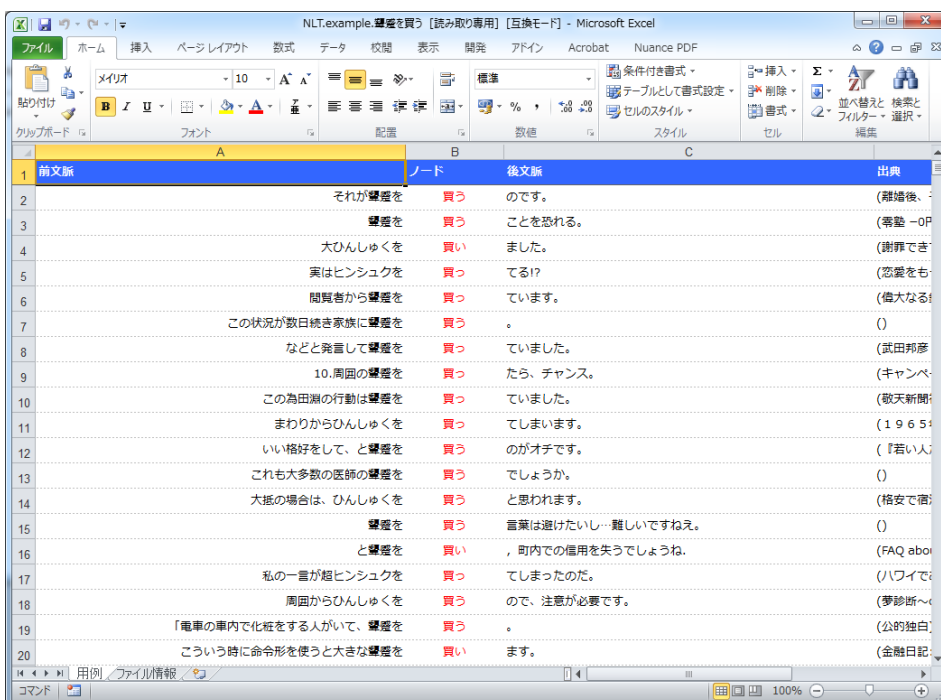 NLT.example.顰蹙を買う [読み取り専用] [互換モード] - Microsoft Excel
ファイル ホーム 挿入 ページ レイアウト 数式 データ 校閲 表示 開発 アドイン Acrobat Nuance PDF
貼り付け メイリオ 10 標準 条件付き書式 挿入 Σ 並べ替えと フィルター 検索と 選択
B I U % , テーブルとして書式設定 削除
セルのスタイル 書式
クリップボード フォント 配置 数値 スタイル セル 編集
A B C
1 前文脈 ノード 後文脈 出典
2 それが顰蹙を 買う のです。 (離婚後、
3 顰蹙を 買う ことを恐れる。 (零塾 −0
4 大ひんしゅくを 買い ました。 (謝罪でき
5 実はヒンシュクを 買っ てる!? (恋愛をも
6 閲覧者から顰蹙を 買っ ています。 (偉大なる
7 この状況が数日続き家族に顰蹙を 買う 。 ()
8 などと発言して顰蹙を 買っ ていました。 (武田邦彦
9 10.周囲の顰蹙を 買っ たら、チャンス。 (キャンペ
10 この為田淵の行動は顰蹙を 買っ ていました。 (敬天新聞
11 まわりからひんしゅくを 買っ てしまいます。 (１９６５
12 いい格好をして、と顰蹙を 買う のがオチです。 (『若い人
13 これも大多数の医師の顰蹙を 買う でしょうか。 ()
14 大抵の場合は、ひんしゅくを 買う と思われます。 (格安で宿
15 顰蹙を 買う 言葉は避けたいし…難しいですねえ。 ()
16 と顰蹙を 買い , 町内での信用を失うでしょうね. (FAQ abo
17 私の一言が超ヒンシュクを 買っ てしまったのだ。 (ハワイで
18 周囲からひんしゅくを 買う ので、注意が必要です。 (夢診断～
19 「電車の車内で化粧をする人がいて、顰蹙を 買う 。 (公的独白
20 こういう時に命令形を使うと大きな顰蹙を 買い ます。 (金融日記
用例 ファイル情報
コマンド 100%